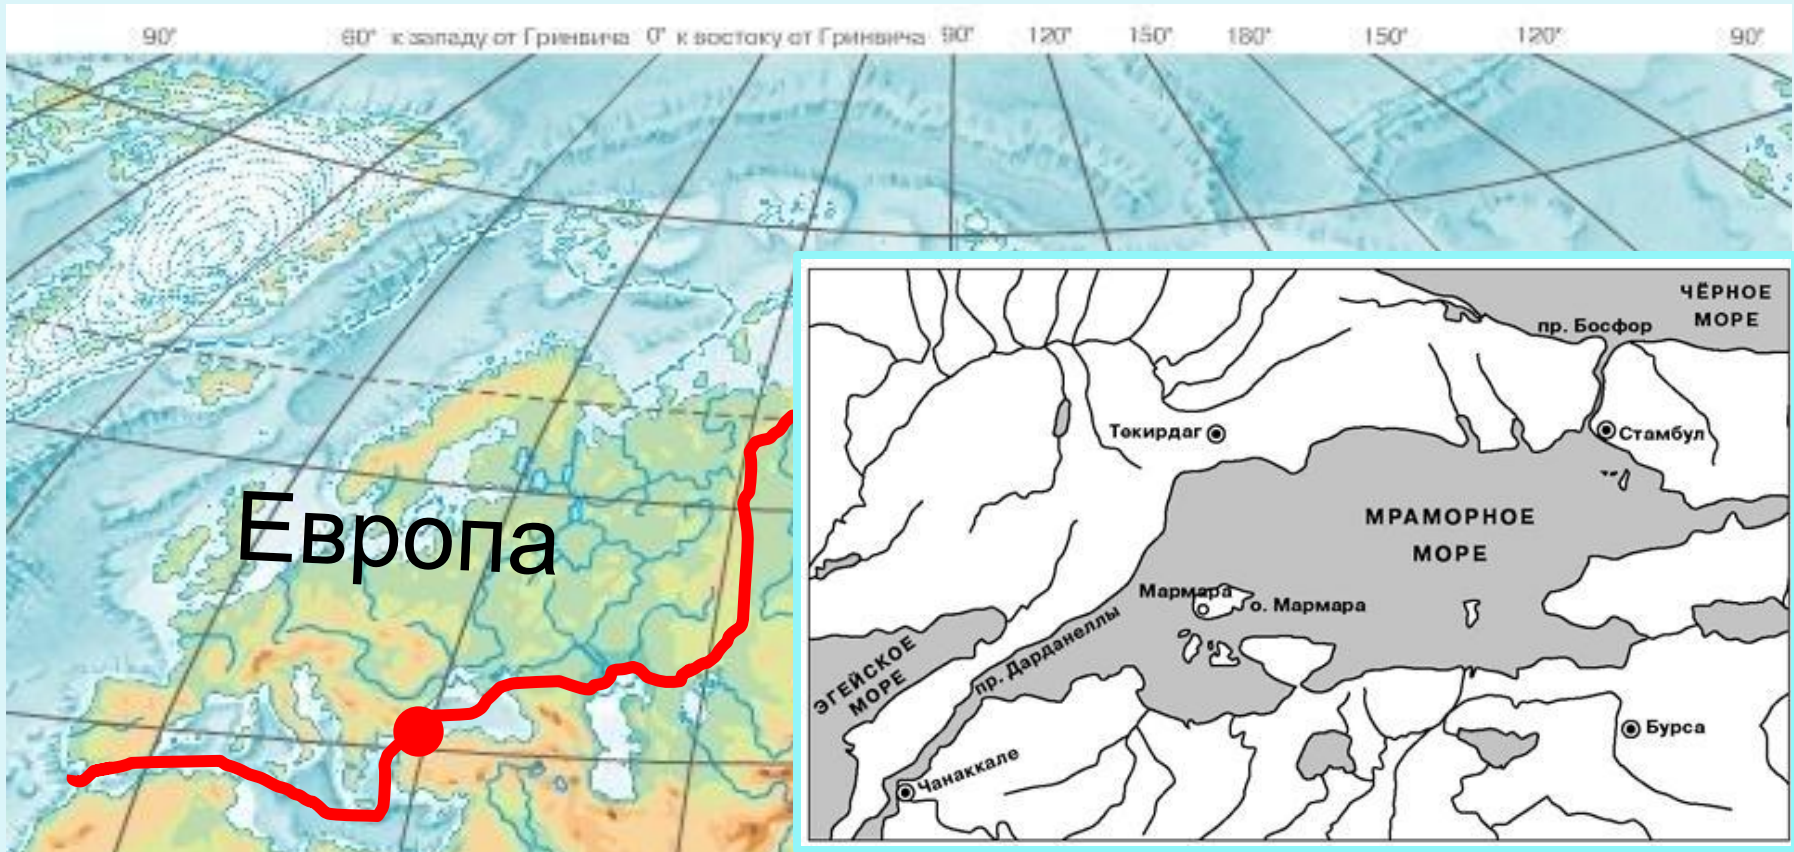 90° 60° к западу от Гринвича 0° к востоку от Гринвича 90° 120° 150° 180° 150° 120° 90°
Европа
ЧЁРНОЕ
МОРЕ
пр. Босфор
Текирдаг
Стамбул
МРАМОРНОЕ
МОРЕ
Мармара
о. Мармара
пр. Дарданеллы
ЭГЕЙСКОЕ
МОРЕ
Бурса
Чанаккале